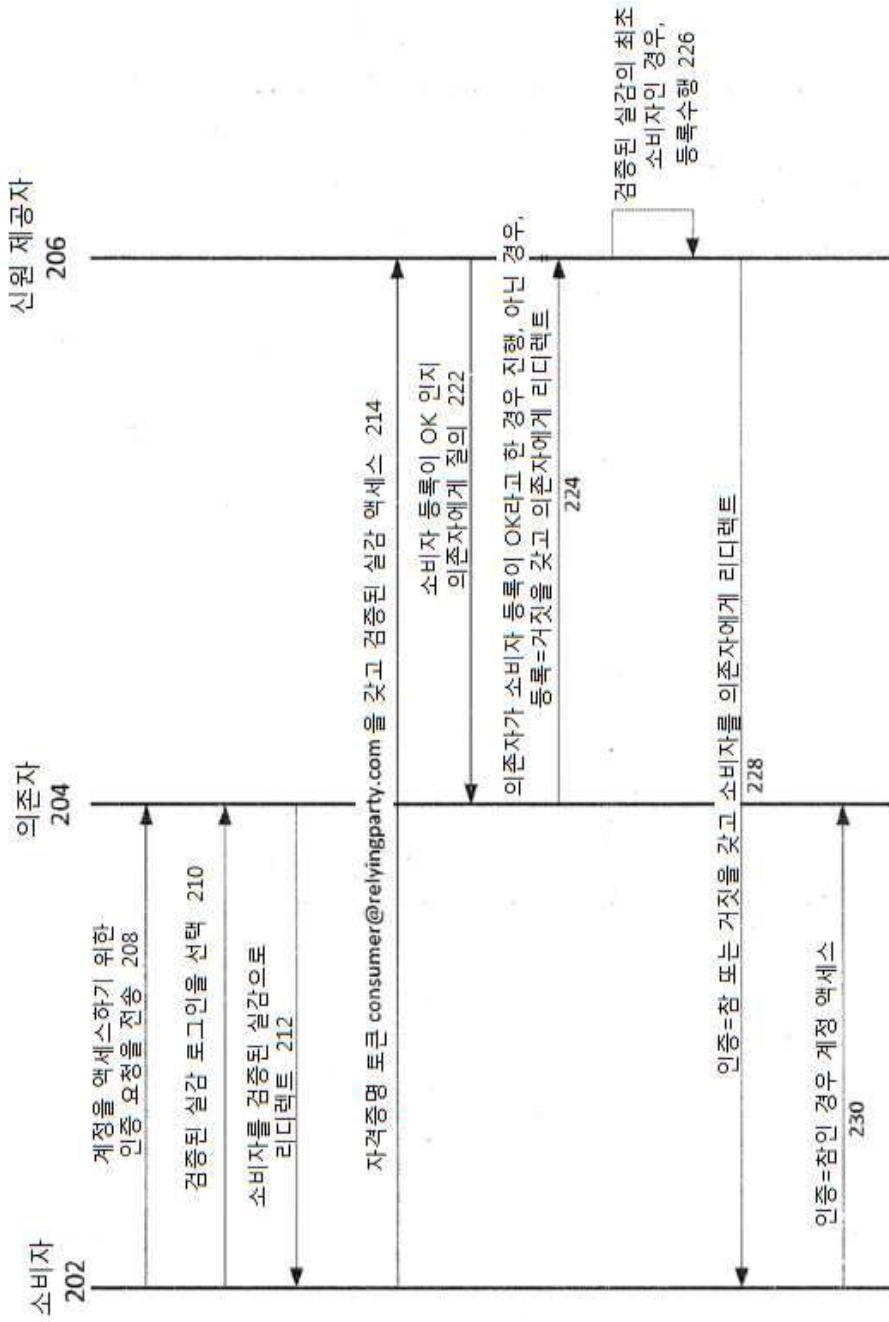 소비자
202
의존자
204
신원 제공자
206
계정을 액세스하기 위한
인증 요청을 전송 208
검증된 실감 로그인을 선택 210
소비자를 검증된 실감으로
리디렉트 212
자격증명 토큰 consumer@relyingparty.com 을 갖고 검증된 실감 액세스 214
소비자 등록이 OK 인지
의존자에게 질의 222
의존자가 소비자 등록이 OK라고 한 경우 진행, 아닌 경우,
등록=거짓을 갖고 의존자에게 리디렉트
224
검증된 실감의 최초
소비자인 경우,
등록수행 226
인증=참 또는 거짓을 갖고 소비자를 의존자에게 리디렉트
228
인증=참인 경우 계정 액세스
230